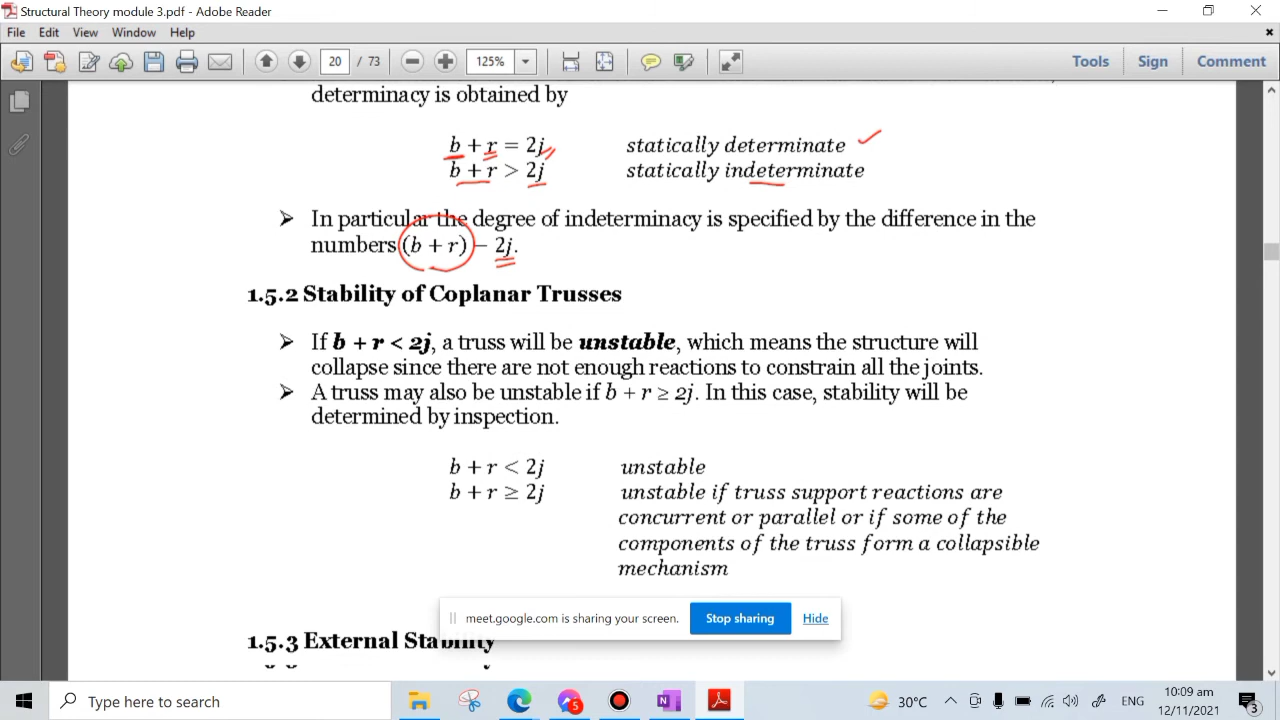 Structural Theory module 3.pdf - Adobe Reader
File Edit View Window Help
20 / 73 125% Tools Sign Comment
determinacy is obtained by
b + r = 2j statically determinate
b + r > 2j statically indeterminate
➢ In particular the degree of indeterminacy is specified by the difference in the
numbers (b + r) − 2j.
1.5.2 Stability of Coplanar Trusses
➢ If b + r < 2j, a truss will be unstable, which means the structure will
collapse since there are not enough reactions to constrain all the joints.
➢ A truss may also be unstable if b + r ≥ 2j. In this case, stability will be
determined by inspection.
b + r < 2j unstable
b + r ≥ 2j unstable if truss support reactions are
concurrent or parallel or if some of the
components of the truss form a collapsible
mechanism
meet.google.com is sharing your screen. Stop sharing Hide
1.5.3 External Stability
Type here to search
5
30°C
ENG
10:09 am
12/11/2021
3